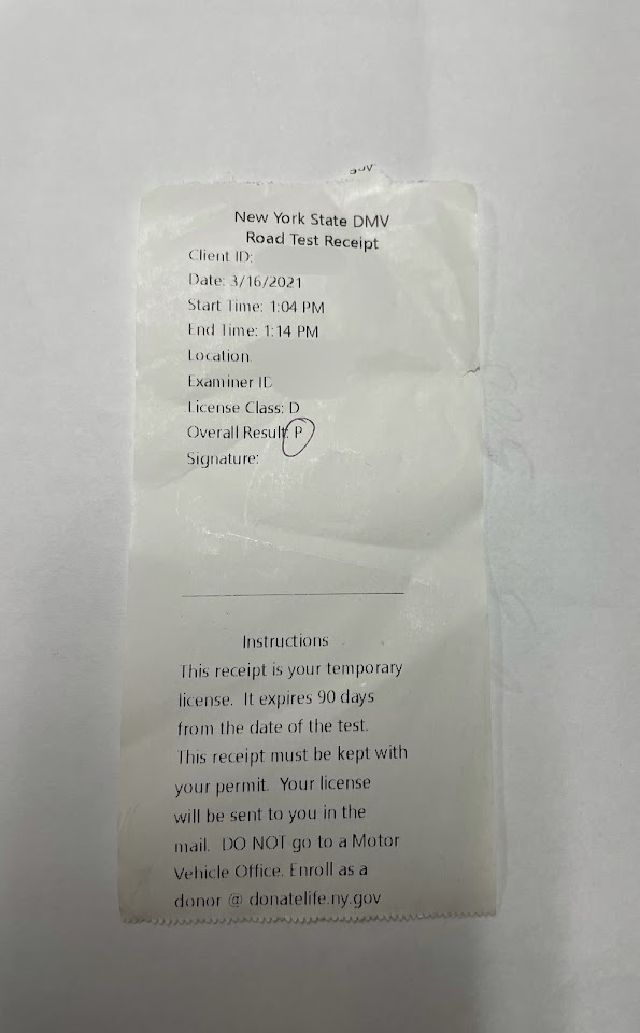 New York State DMV
Road Test Receipt
Client ID:
Date: 3/16/2021
Start Time: 1:04 PM
End Time: 1:14 PM
Location
Examiner ID
License Class: D
Overall Result: P
Signature:
Instructions
This receipt is your temporary
license. It expires 90 days
from the date of the test.
This receipt must be kept with
your permit. Your license
will be sent to you in the
mail. DO NOT go to a Motor
Vehicle Office. Enroll as a
donor @ donatelife.ny.gov